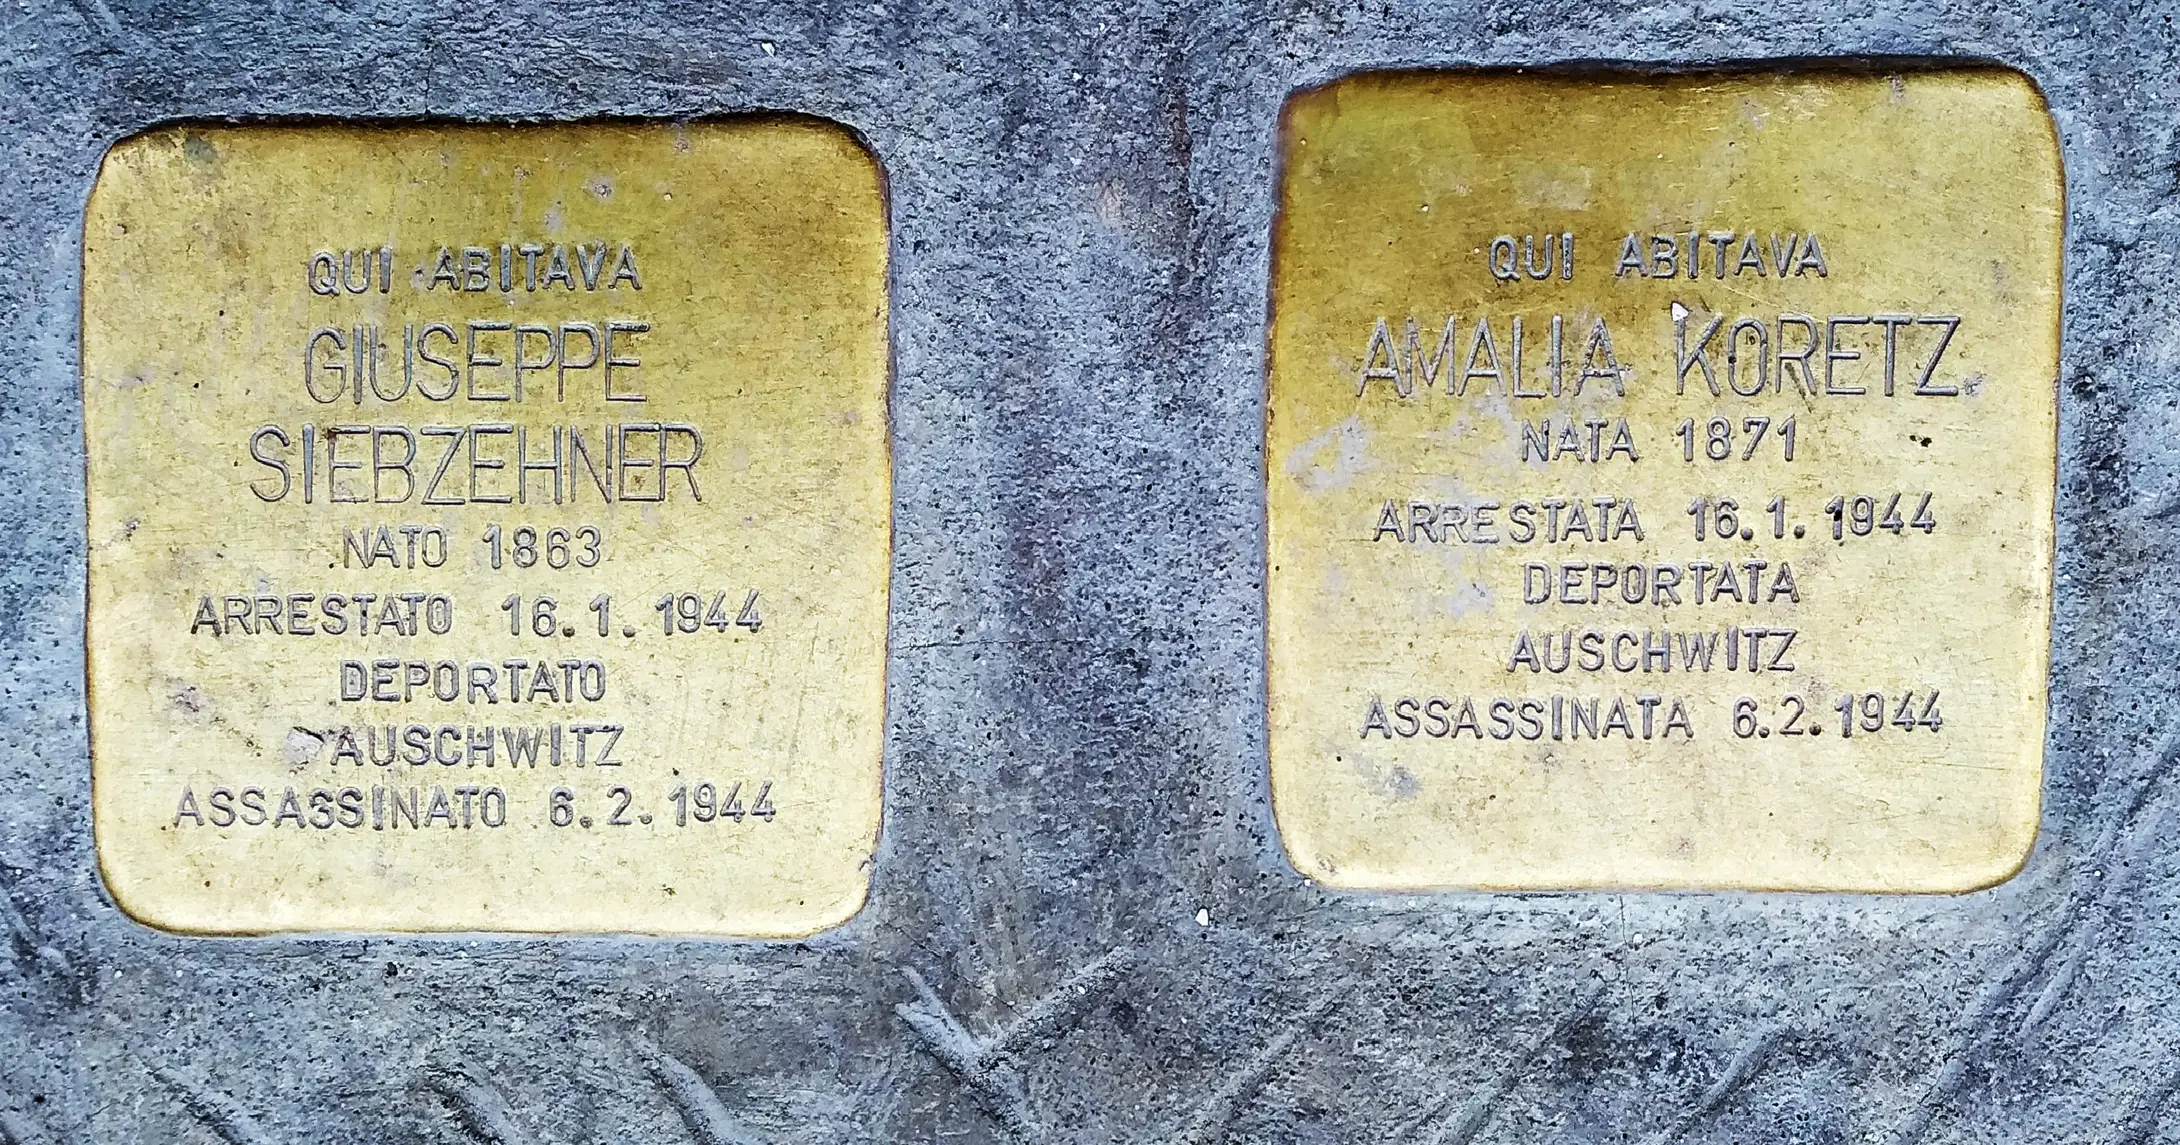 QUI ABITAVA
GIUSEPPE
SIEBZEHNER
NATO 1863
ARRESTATO 16.1.1944
DEPORTATO
AUSCHWITZ
ASSASSINATO 6.2.1944
QUI ABITAVA
AMALIA KORETZ
NATA 1871
ARRESTATA 16.1.1944
DEPORTATA
AUSCHWITZ
ASSASSINATA 6.2.1944